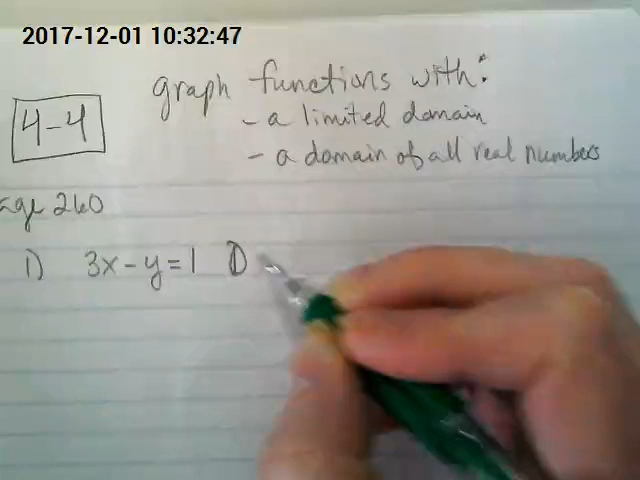 2017-12-01 10:32:47
4-4
graph functions with:
- a limited domain
- a domain of all real numbers
age 260
1) 3x-y=1 D